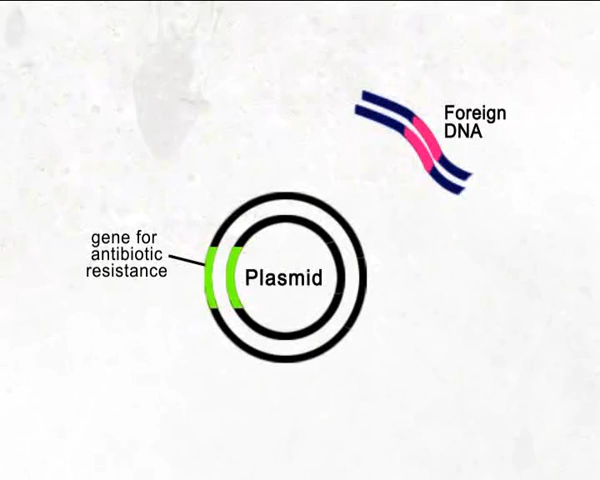 Foreign
DNA
gene for
antibiotic
resistance
Plasmid